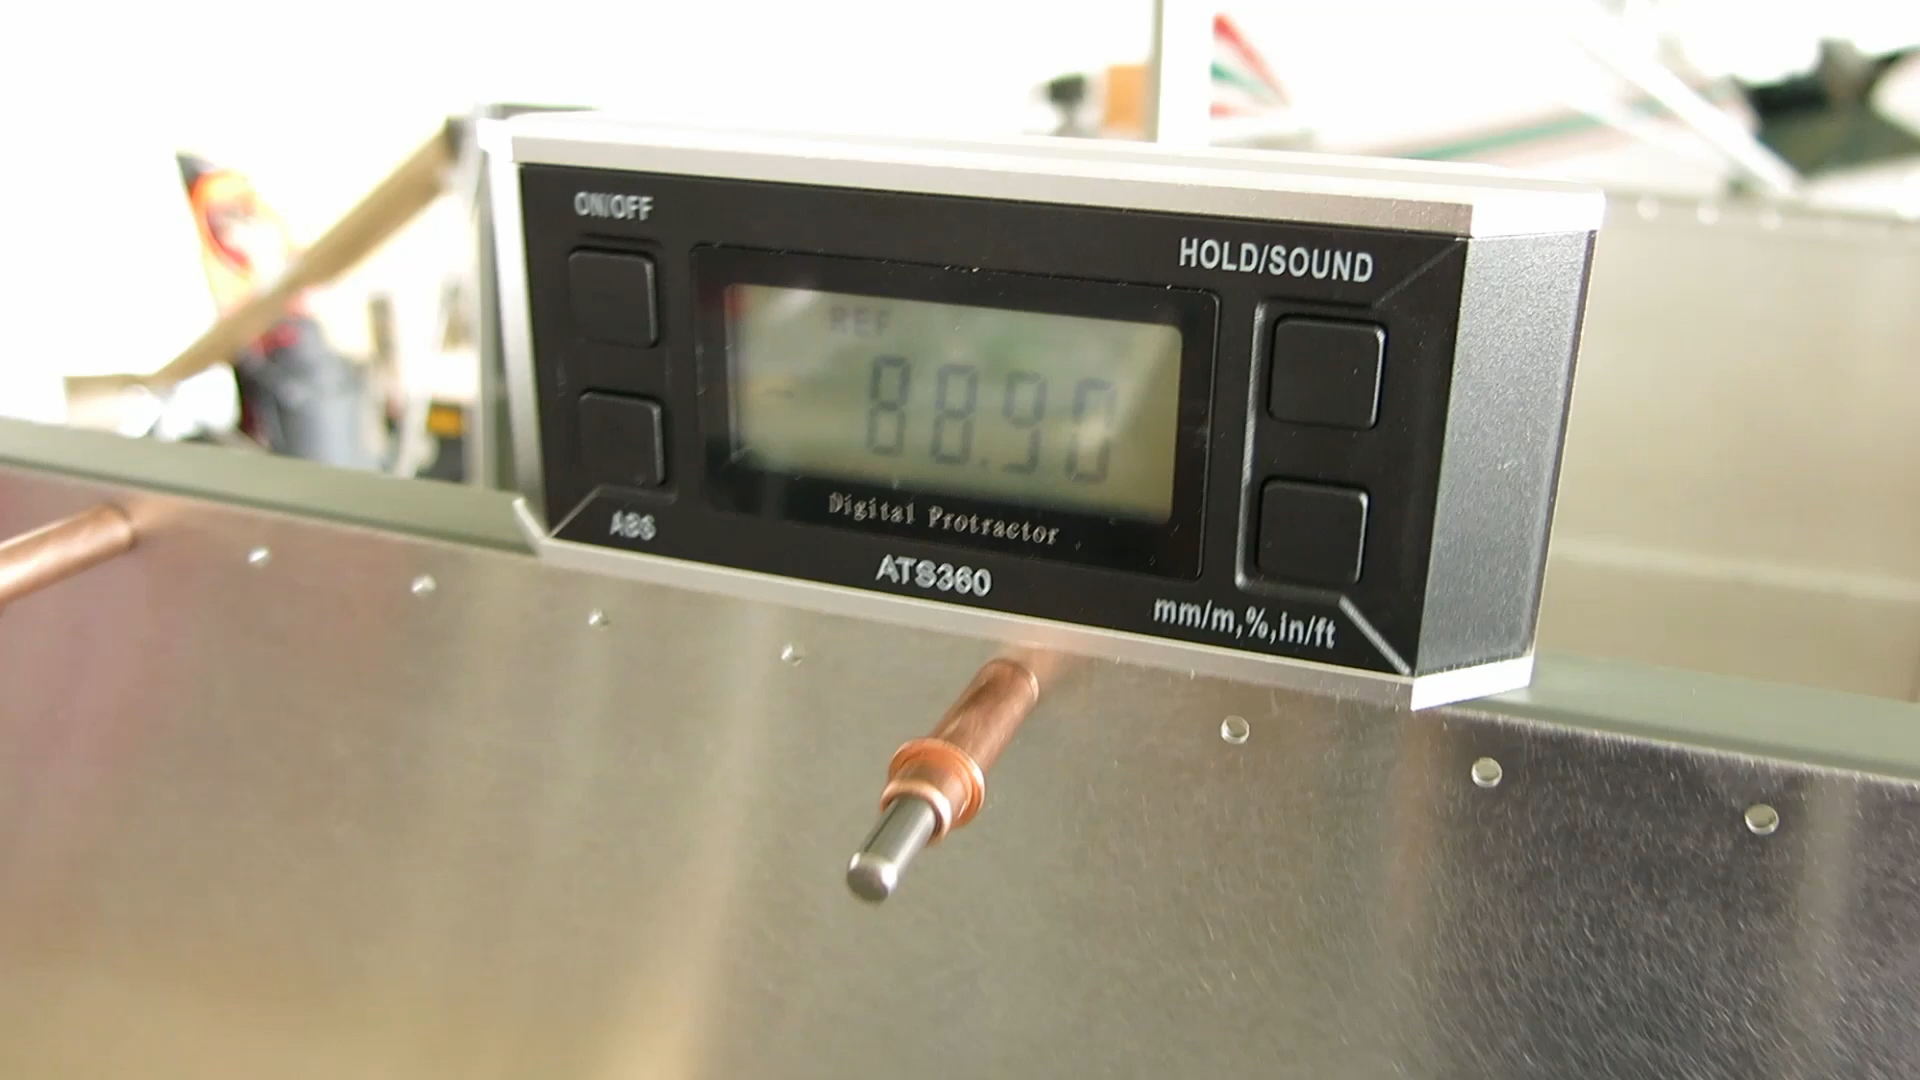 ON/OFF
HOLD/SOUND
REF
88.90
Digital Protractor
ABS
ATS360
mm/m,%,in/ft